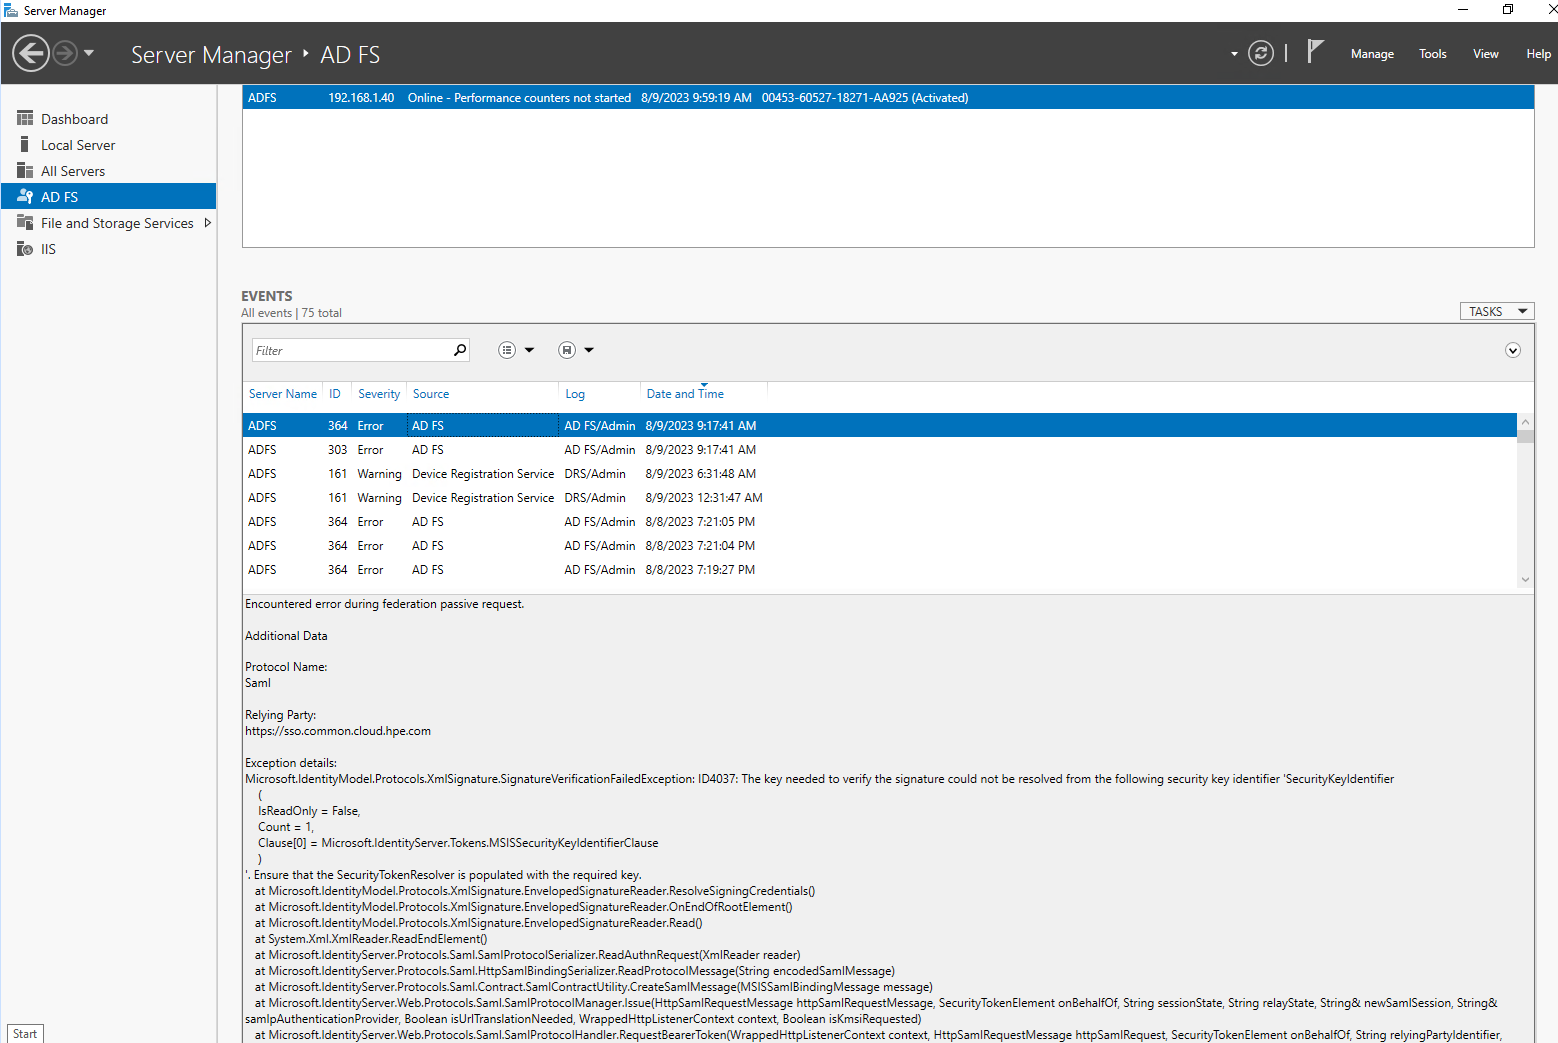 Server Manager
Server Manager ‣ AD FS
Manage Tools View Help
Dashboard
Local Server
All Servers
AD FS
File and Storage Services
IIS
ADFS 192.168.1.40 Online - Performance counters not started 8/9/2023 9:59:19 AM 00453-60527-18271-AA925 (Activated)
EVENTS
All events | 75 total
TASKS
Filter
Server Name ID Severity Source Log Date and Time
ADFS 364 Error AD FS AD FS/Admin 8/9/2023 9:17:41 AM
ADFS 303 Error AD FS AD FS/Admin 8/9/2023 9:17:41 AM
ADFS 161 Warning Device Registration Service DRS/Admin 8/9/2023 6:31:48 AM
ADFS 161 Warning Device Registration Service DRS/Admin 8/9/2023 12:31:47 AM
ADFS 364 Error AD FS AD FS/Admin 8/8/2023 7:21:05 PM
ADFS 364 Error AD FS AD FS/Admin 8/8/2023 7:21:04 PM
ADFS 364 Error AD FS AD FS/Admin 8/8/2023 7:19:27 PM
Encountered error during federation passive request.
Additional Data
Protocol Name:
Saml
Relying Party:
https://sso.common.cloud.hpe.com
Exception details:
Microsoft.IdentityModel.Protocols.XmlSignature.SignatureVerificationFailedException: ID4037: The key needed to verify the signature could not be resolved from the following security key identifier 'SecurityKeyIdentifier
(
IsReadOnly = False,
Count = 1,
Clause[0] = Microsoft.IdentityServer.Tokens.MSISSecurityKeyIdentifierClause
)
'. Ensure that the SecurityTokenResolver is populated with the required key.
at Microsoft.IdentityModel.Protocols.XmlSignature.EnvelopedSignatureReader.ResolveSigningCredentials()
at Microsoft.IdentityModel.Protocols.XmlSignature.EnvelopedSignatureReader.OnEndOfRootElement()
at Microsoft.IdentityModel.Protocols.XmlSignature.EnvelopedSignatureReader.Read()
at System.Xml.XmlReader.ReadEndElement()
at Microsoft.IdentityServer.Protocols.Saml.SamlProtocolSerializer.ReadAuthnRequest(XmlReader reader)
at Microsoft.IdentityServer.Protocols.Saml.HttpSamlBindingSerializer.ReadProtocolMessage(String encodedSamlMessage)
at Microsoft.IdentityServer.Protocols.Saml.Contract.SamlContractUtility.CreateSamlMessage(MSISSamlBindingMessage message)
at Microsoft.IdentityServer.Web.Protocols.Saml.SamlProtocolManager.Issue(HttpSamlRequestMessage httpSamlRequestMessage, SecurityTokenElement onBehalfOf, String sessionState, String relayState, String& newSamlSession, String&
samlpAuthenticationProvider, Boolean isUrlTranslationNeeded, WrappedHttpListenerContext context, Boolean isKmsiRequested)
at Microsoft.IdentityServer.Web.Protocols.Saml.SamlProtocolHandler.RequestBearerToken(WrappedHttpListenerContext context, HttpSamlRequestMessage httpSamlRequest, SecurityTokenElement onBehalfOf, String relyingPartyIdentifier,
Start